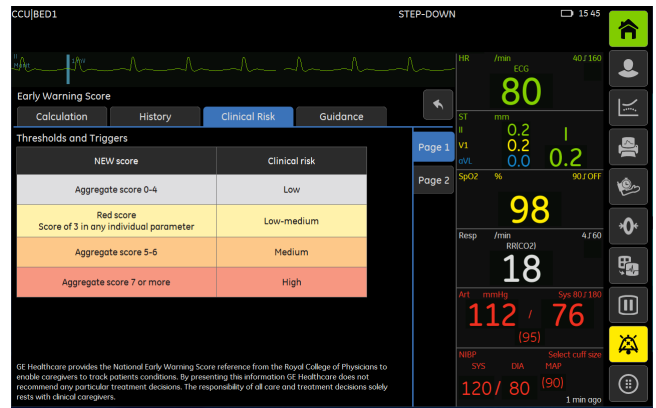 CCU|BED1
STEP-DOWN
15 45
II
1 mV
HR /min 40 160
ECG
80
Early Warning Score
Calculation History Clinical Risk Guidance
Thresholds and Triggers
NEW score Clinical risk
Aggregate score 0-4 Low
Red score
Score of 3 in any individual parameter Low-medium
Aggregate score 5-6 Medium
Aggregate score 7 or more High
Page 1
Page 2
ST mm
II 0.2 I
V1 0.2
aVL 0.0 0.2
SpO2 % 90 OFF
98
Resp /min 4 60
RR(CO2)
18
Art mmHg Sys 80 180
112 / 76
(95)
NIBP Select cuff size
SYS DIA MAP
120/ 80 (90)
1 min ago
GE Healthcare provides the National Early Warning Score reference from the Royal College of Physicians to
enable caregivers to track patients conditions. By presenting this information GE Healthcare does not
recommend any particular treatment decisions. The responsibility of all care and treatment decisions solely
rests with clinical caregivers.